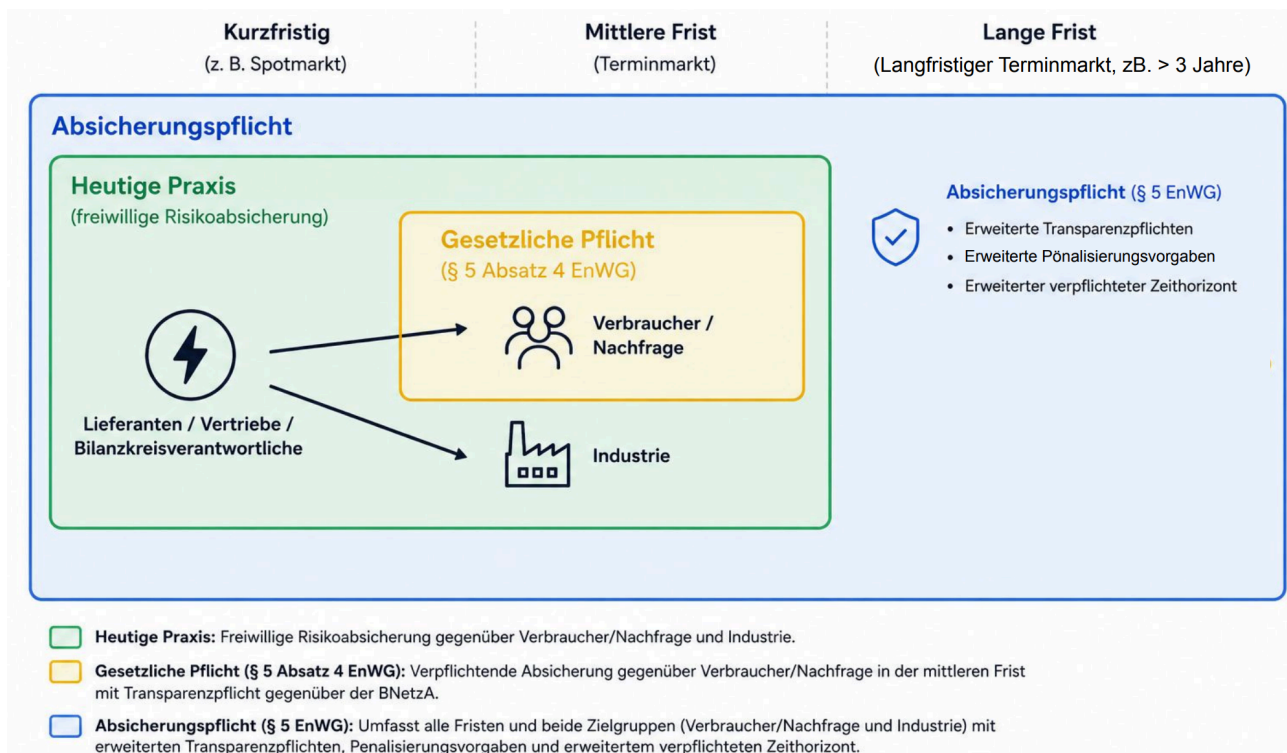 Kurzfristig
(z. B. Spotmarkt)
Mittlere Frist
(Terminmarkt)
Lange Frist
(Langfristiger Terminmarkt, zB. > 3 Jahre)
Absicherungspflicht
Heutige Praxis
(freiwillige Risikoabsicherung)
Gesetzliche Pflicht
(§ 5 Absatz 4 EnWG)
Verbraucher /
Nachfrage
Lieferanten / Vertriebe /
Bilanzkreisverantwortliche
Industrie
Absicherungspflicht (§ 5 EnWG)
• Erweiterte Transparenzpflichten
• Erweiterte Pönalisierungsvorgaben
• Erweiterter verpflichteter Zeithorizont
Heutige Praxis: Freiwillige Risikoabsicherung gegenüber Verbraucher/Nachfrage und Industrie.
Gesetzliche Pflicht (§ 5 Absatz 4 EnWG): Verpflichtende Absicherung gegenüber Verbraucher/Nachfrage in der mittleren Frist
mit Transparenzpflicht gegenüber der BNetzA.
Absicherungspflicht (§ 5 EnWG): Umfasst alle Fristen und beide Zielgruppen (Verbraucher/Nachfrage und Industrie) mit
erweiterten Transparenzpflichten, Penalisierungsvorgaben und erweitertem verpflichteten Zeithorizont.